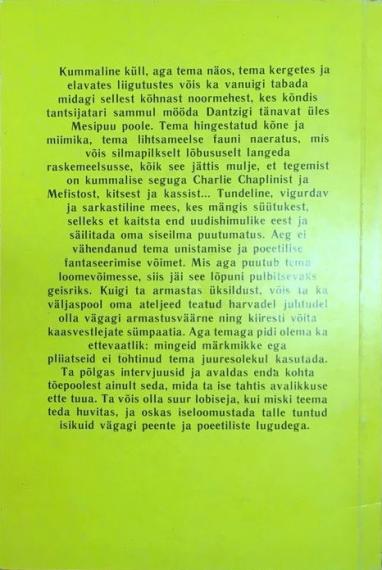 Kummaline küll, aga tema näos, tema kergetes ja
elavates liigutustes võis ka vanuigi tabada
midagi sellest kõhnast noormehest, kes kõndis
tantsijatari sammul mööda Dantzigi tänavat üles
Mesipuu poole. Tema hingestatud kõne ja
miimika, tema lihtsameelse fauni naeratus, mis
võis silmapilkselt lõbususelt langeda
raskemeelsusse, kõik see jättis mulje, et tegemist
on kummalise seguga Charlie Chaplinist ja
Mefistost, kitsest ja kassist... Tundeline, vigurdav
ja sarkastiline mees, kes mängis süütukest,
selleks et kaitsta end uudishimulike eest ja
säilitada oma siseilma puutumatus. Aeg ei
vähendanud tema unistamise ja poeetilise
fantaseerimise võimet. Mis aga puutub tema
loomevõimesse, siis jäi see lõpuni pulbitsevaks
geisriks. Kuigi ta armastas üksildust, võis ta ka
väljaspool oma ateljeed teatud harvadel juhtudel
olla vägagi armastusväärne ning kiiresti võita
kaasvestlejate sümpaatia. Aga temaga pidi olema ka
ettevaatlik: mingeid märkmikke ega
pliiatseid ei tohtinud tema juuresolekul kasutada.
Ta põlgas intervjuusid ja avaldas enda kohta
tõepoolest ainult seda, mida ta ise tahtis avalikkuse
ette tuua. Ta võis olla suur lobiseja, kui miski teema
teda huvitas, ja oskas iseloomustada talle tuntud
isikuid vägagi peente ja poeetiliste lugudega.